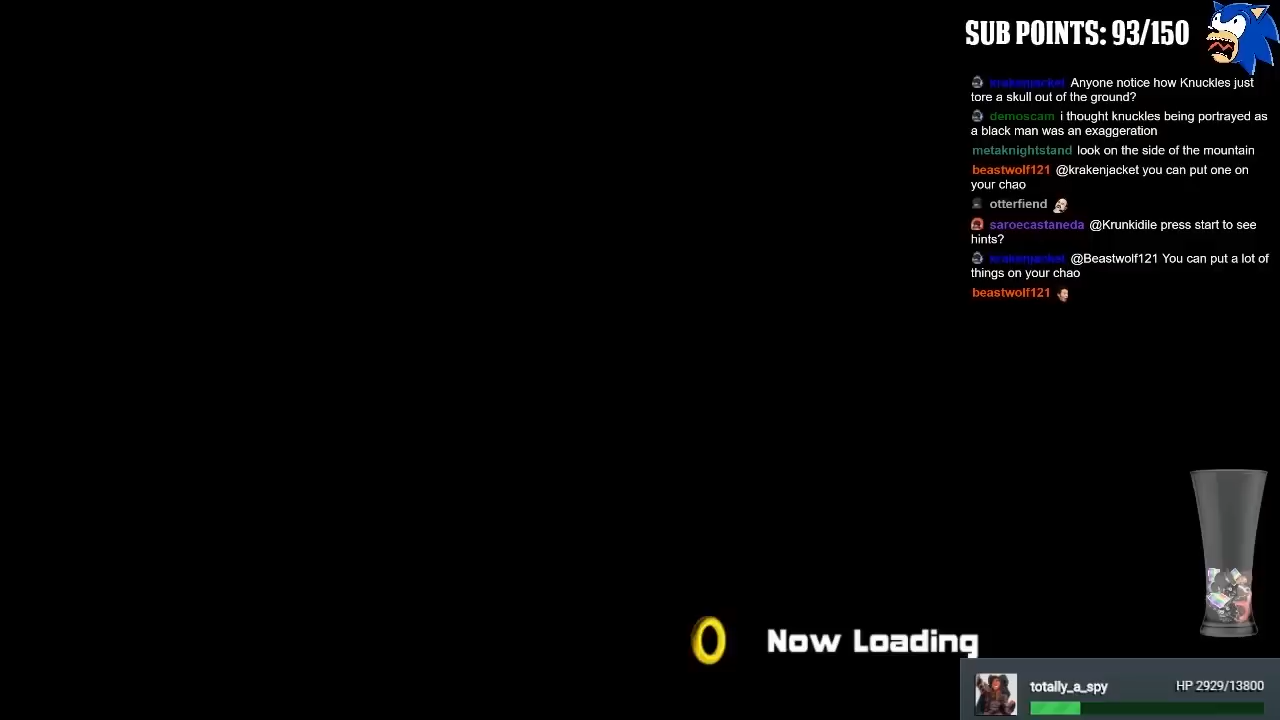 SUB POINTS: 93/150
krakenjacket Anyone notice how Knuckles just
tore a skull out of the ground?
demoscam i thought knuckles being portrayed as
a black man was an exaggeration
metaknightstand look on the side of the mountain
beastwolf121 @krakenjacket you can put one on
your chao
otterfiend
saroecastaneda @Krunkidile press start to see
hints?
krakenjacket @Beastwolf121 You can put a lot of
things on your chao
beastwolf121
Now Loading
totally_a_spy HP 2929/13800